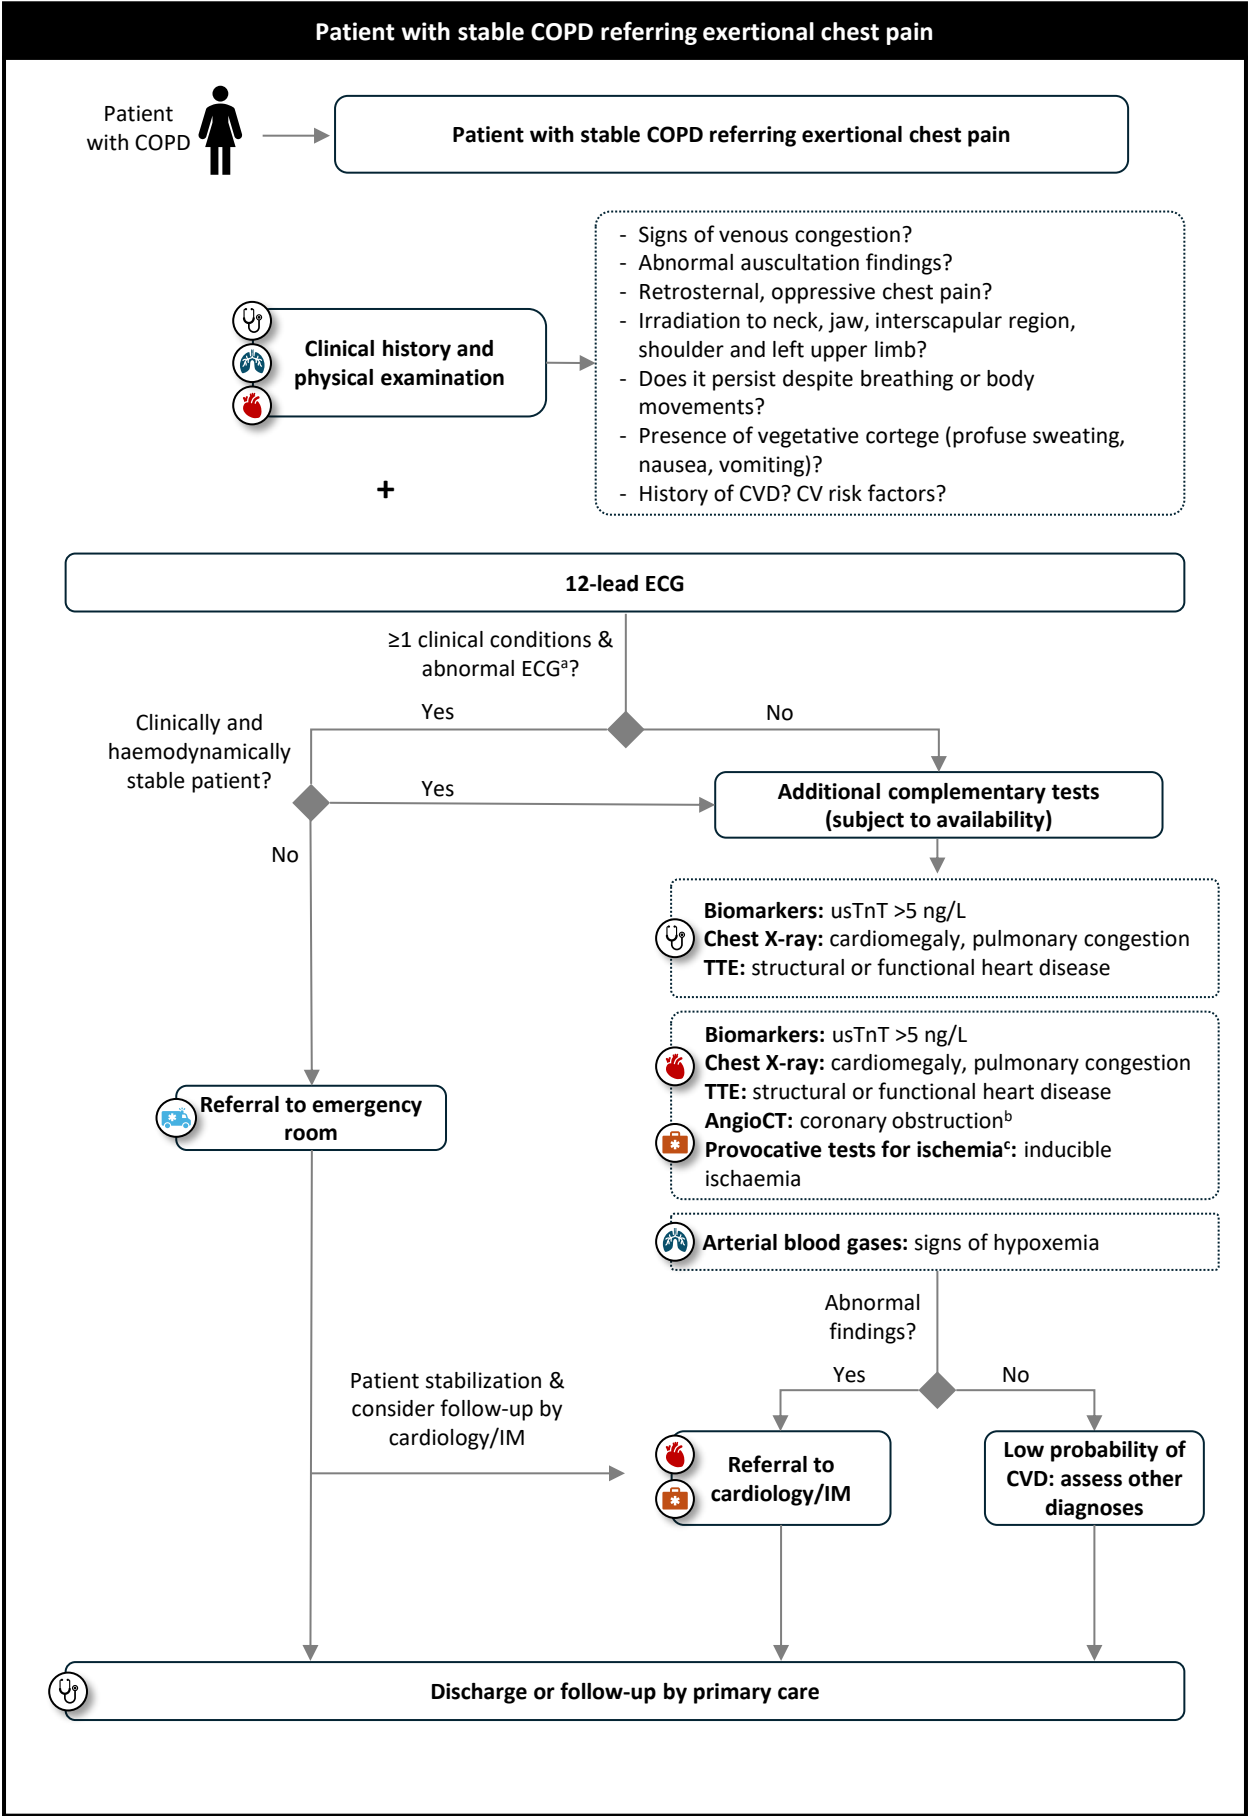 Patient with stable COPD referring exertional chest pain
Patient
with COPD
Patient with stable COPD referring exertional chest pain
- Signs of venous congestion?
- Abnormal auscultation findings?
- Retrosternal, oppressive chest pain?
- Irradiation to neck, jaw, interscapular region,
shoulder and left upper limb?
- Does it persist despite breathing or body
movements?
- Presence of vegetative cortege (profuse sweating,
nausea, vomiting)?
- History of CVD? CV risk factors?
Clinical history and
physical examination
+
12-lead ECG
≥1 clinical conditions &
abnormal ECGᵃ?
Yes
No
Clinically and
haemodynamically
stable patient?
Yes
No
Additional complementary tests
(subject to availability)
Biomarkers: usTnT >5 ng/L
Chest X-ray: cardiomegaly, pulmonary congestion
TTE: structural or functional heart disease
Biomarkers: usTnT >5 ng/L
Chest X-ray: cardiomegaly, pulmonary congestion
TTE: structural or functional heart disease
AngioCT: coronary obstructionᵇ
Provocative tests for ischemiaᶜ: inducible
ischaemia
Referral to emergency
room
Arterial blood gases: signs of hypoxemia
Abnormal
findings?
Yes
No
Patient stabilization &
consider follow-up by
cardiology/IM
Referral to
cardiology/IM
Low probability of
CVD: assess other
diagnoses
Discharge or follow-up by primary care